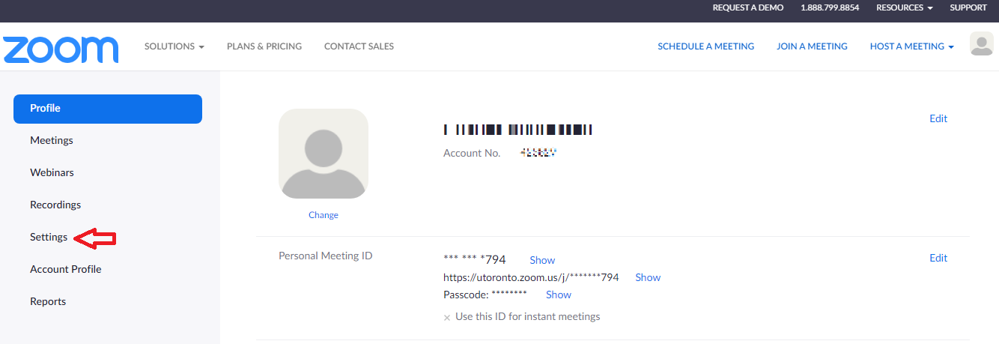 REQUEST A DEMO 1.888.799.8854 RESOURCES SUPPORT
zoom SOLUTIONS PLANS & PRICING CONTACT SALES SCHEDULE A MEETING JOIN A MEETING HOST A MEETING
Profile
Meetings
Webinars
Recordings
Settings
Account Profile
Reports
Edit
Account No.
Change
Personal Meeting ID
*** *** *794 Show
Edit
https://utoronto.zoom.us/j/*******794 Show
Passcode: ******** Show
× Use this ID for instant meetings